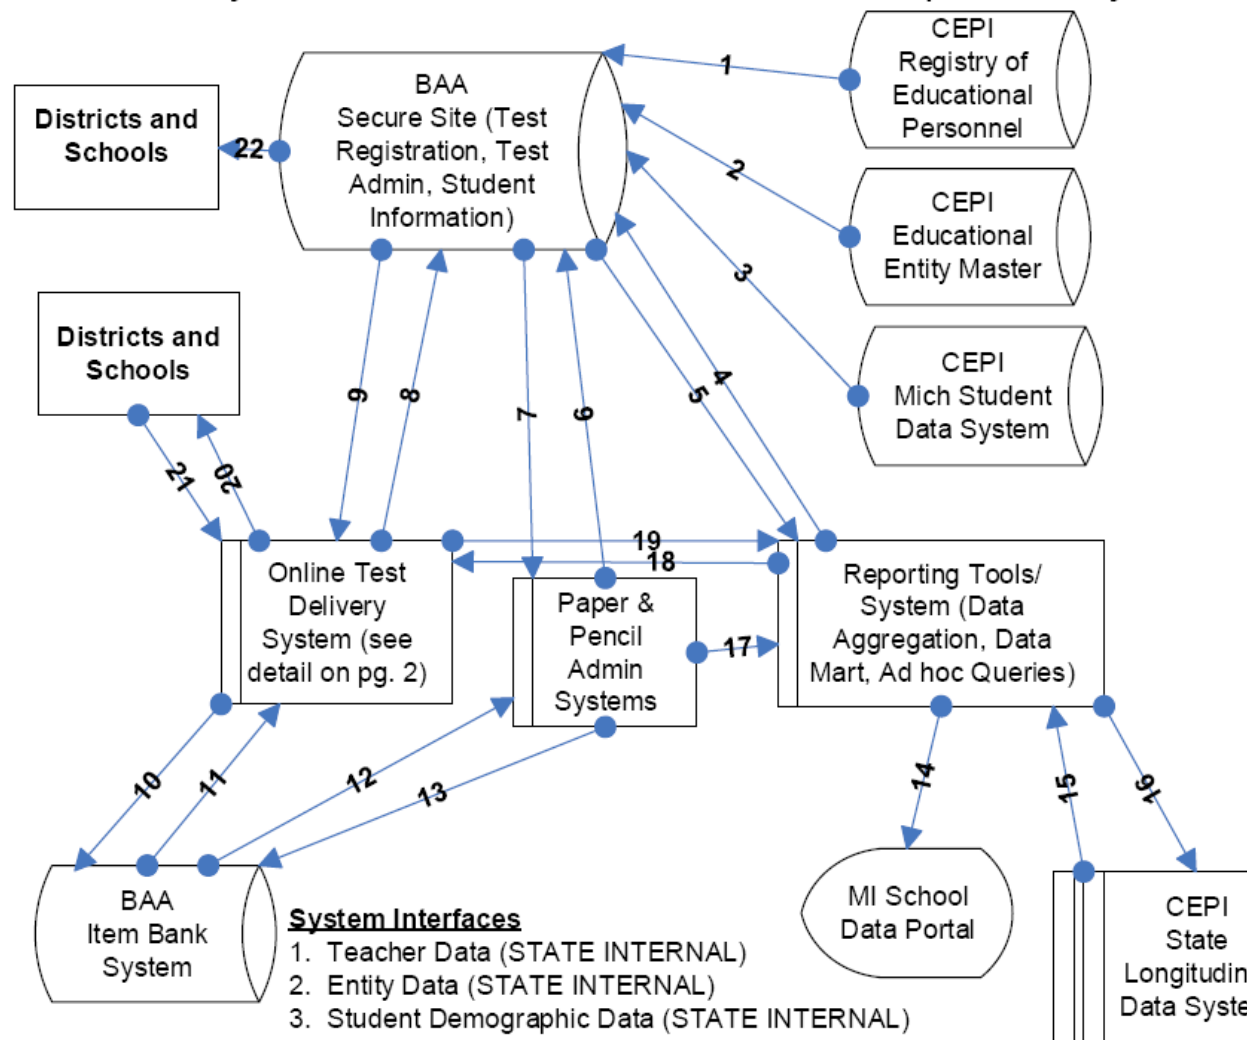 CEPI
Registry of
Educational
Personnel
1
BAA
Secure Site (Test
Registration, Test
Admin, Student
Information)
Districts and
Schools
22
2
CEPI
Educational
Entity Master
3
Districts and
Schools
CEPI
Mich Student
Data System
9
8
7
6
5
4
21
20
19
18
Online Test
Delivery
System (see
detail on pg. 2)
Paper &
Pencil
Admin
Systems
17
Reporting Tools/
System (Data
Aggregation, Data
Mart, Ad hoc Queries)
10
11
12
13
14
15
16
BAA
Item Bank
System
MI School
Data Portal
CEPI
State
Longitudin
Data Syste
System Interfaces
1. Teacher Data (STATE INTERNAL)
2. Entity Data (STATE INTERNAL)
3. Student Demographic Data (STATE INTERNAL)